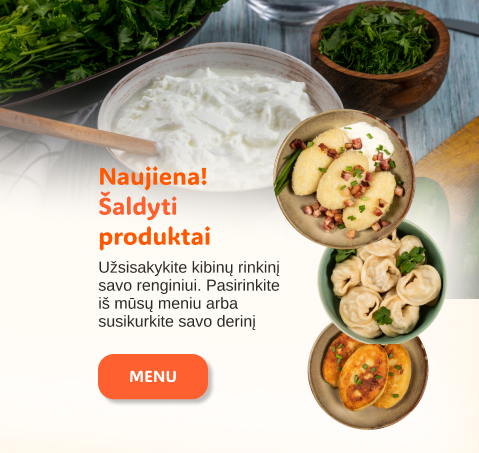 Naujiena!
Šaldyti
produktai
Užsisakykite kibinų rinkinį
savo renginiui. Pasirinkite
iš mūsų meniu arba
susikurkite savo derinį
MENU